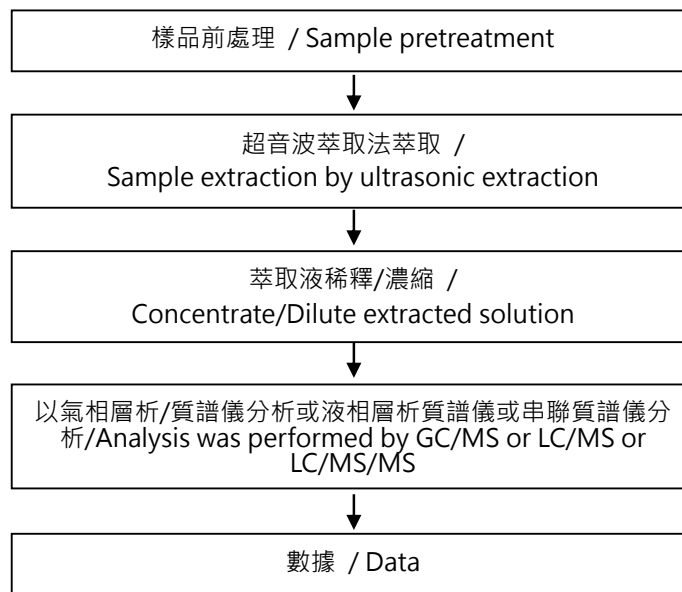 樣品前處理 / Sample pretreatment
超音波萃取法萃取 /
Sample extraction by ultrasonic extraction
萃取液稀釋/濃縮 /
Concentrate/Dilute extracted solution
以氣相層析/質譜儀分析或液相層析質譜儀或串聯質譜儀分
析/Analysis was performed by GC/MS or LC/MS or
LC/MS/MS
數據 / Data